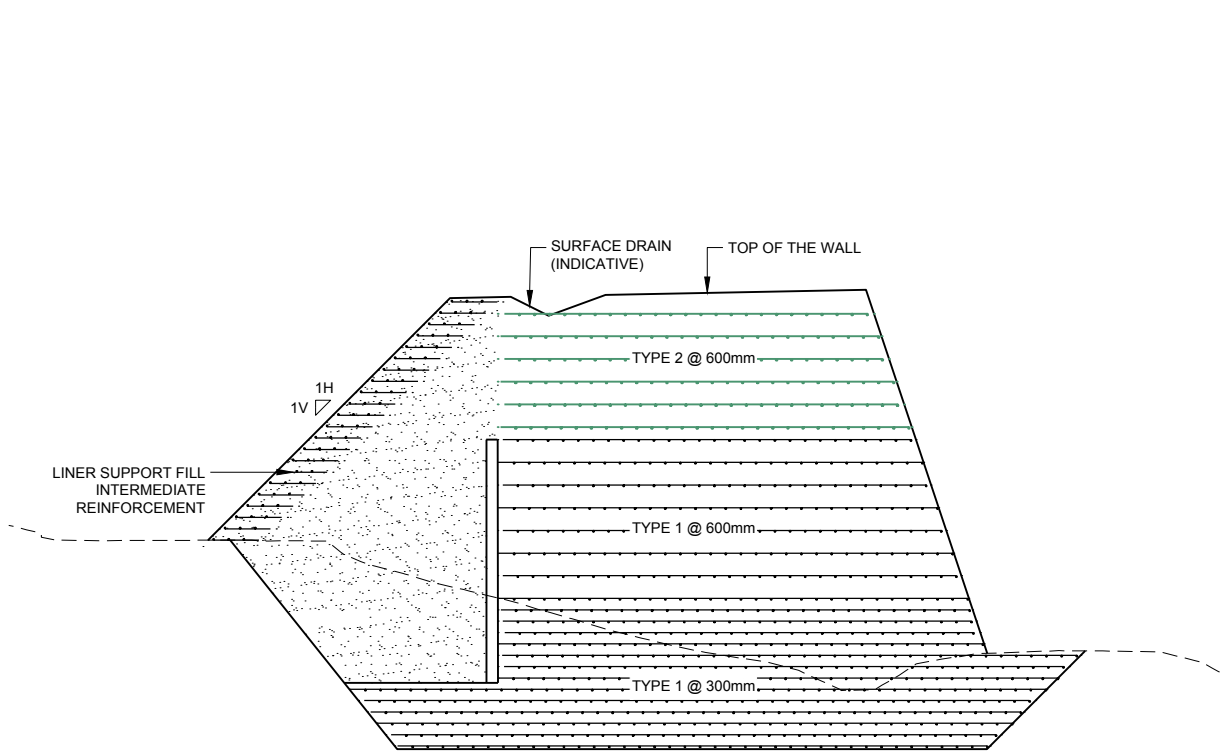 SURFACE DRAIN
(INDICATIVE)
TOP OF THE WALL
TYPE 2 @ 600mm
1H
1V
LINER SUPPORT FILL
INTERMEDIATE
REINFORCEMENT
TYPE 1 @ 600mm
TYPE 1 @ 300mm